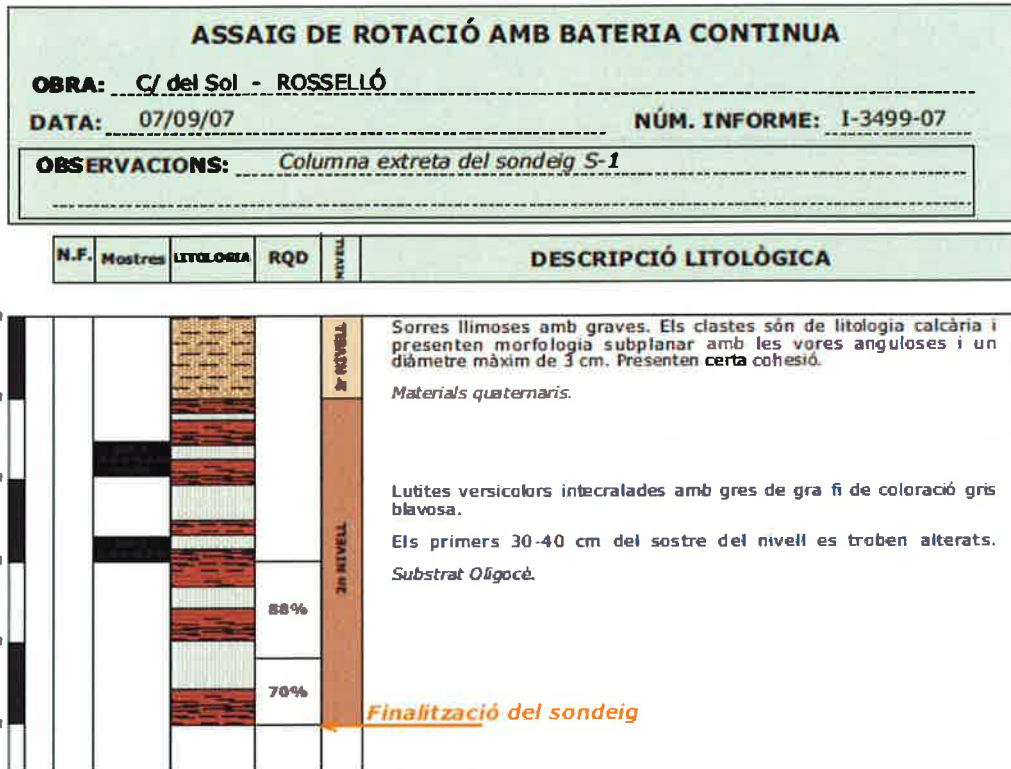 ASSAIG DE ROTACIÓ AMB BATERIA CONTINUA
OBRA: C/ del Sol - ROSSELLÓ
DATA: 07/09/07 NÚM. INFORME: I-3499-07
OBSERVACIONS: Columna extreta del sondeig S-1
N.F. Mostres LITOLOGIA RQD NIVELL DESCRIPCIÓ LITOLÒGICA
Sorres llimoses amb graves. Els clastes són de litologia calcària i
presenten morfologia subplanar amb les vores anguloses i un
diàmetre màxim de 3 cm. Presenten certa cohesió.
Materials quaternaris.
NIVELL
Lutites versicolors intecralades amb gres de gra fi de coloració gris
blavosa.
Els primers 30-40 cm del sostre del nivell es troben alterats.
Substrat Oligocè.
2n NIVELL
88%
70%
Finalització del sondeig